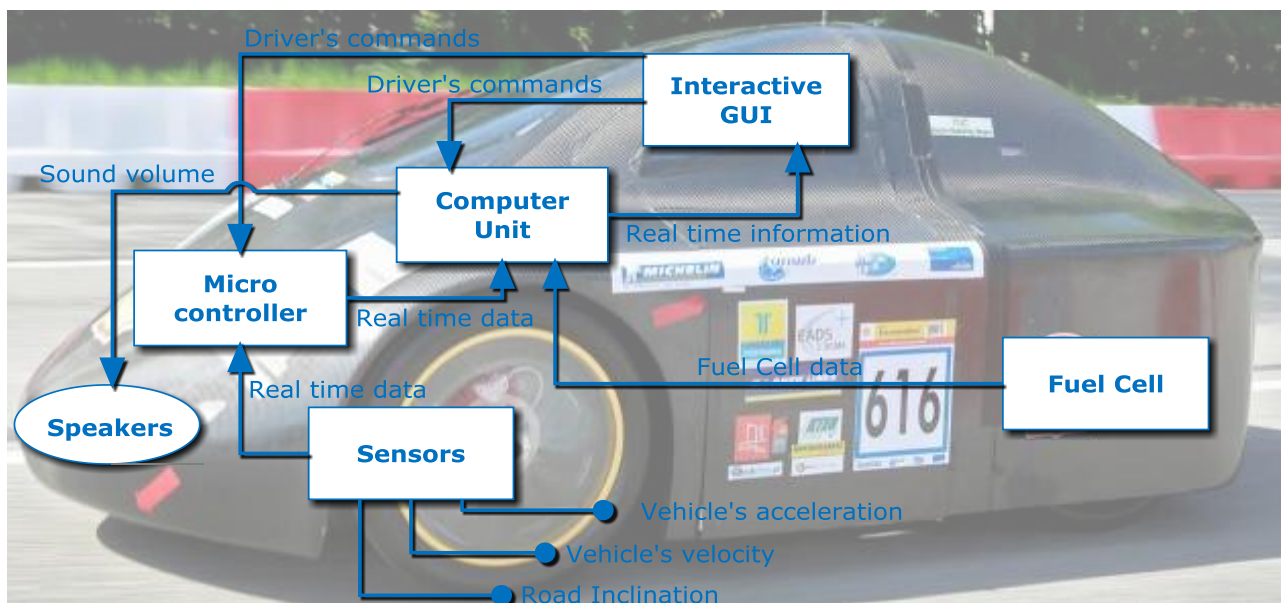 Driver's commands
Driver's commands
Interactive
GUI
Sound volume
Computer
Unit
Real time information
MICHELIN
Micro
controller
Real time data
EADS
Fuel Cell data
Fuel Cell
616
Real time data
Speakers
Sensors
Vehicle's acceleration
Vehicle's velocity
Road Inclination